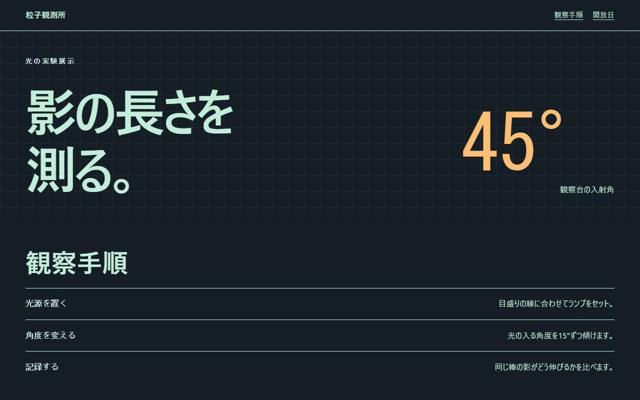 粒子観測所
観察手順 開放日
光の実験展示
影の長さを
測る。
45°
観察台の入射角
観察手順
光源を置く 目盛りの線に合わせてランプをセット。
角度を変える 光の入る角度を15°ずつ傾けます。
記録する 同じ棒の影がどう伸びるかを比べます。